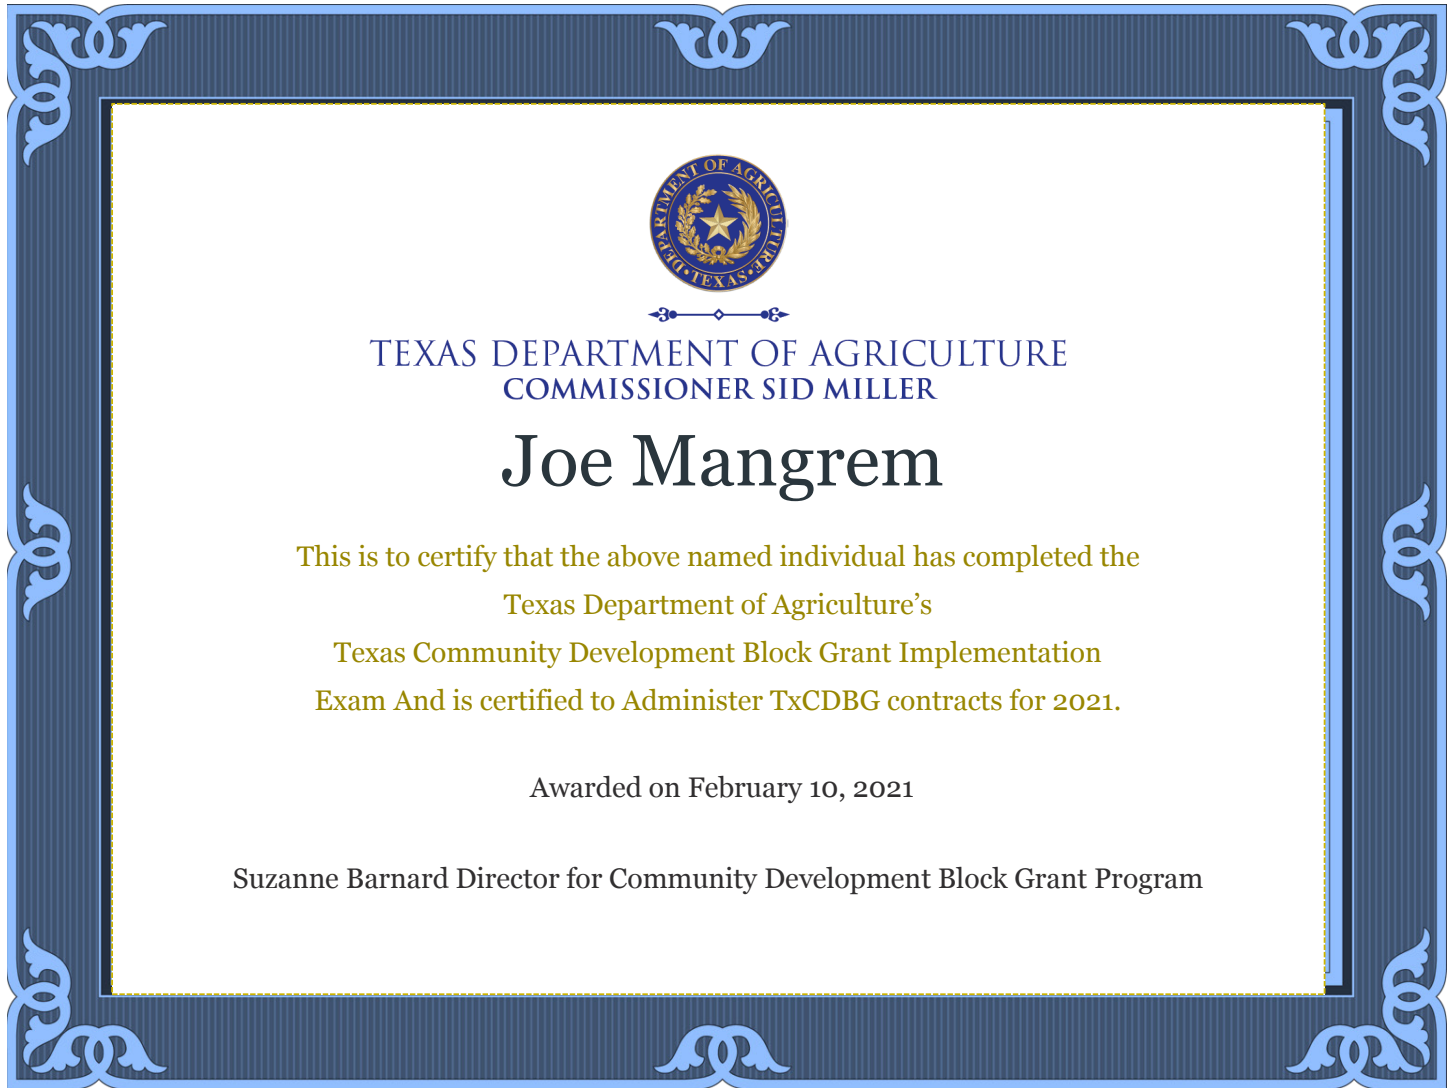 DEPARTMENT OF AGRICULTURE
•TEXAS•
TEXAS DEPARTMENT OF AGRICULTURE
COMMISSIONER SID MILLER
Joe Mangrem
This is to certify that the above named individual has completed the
Texas Department of Agriculture’s
Texas Community Development Block Grant Implementation
Exam And is certified to Administer TxCDBG contracts for 2021.
Awarded on February 10, 2021
Suzanne Barnard Director for Community Development Block Grant Program